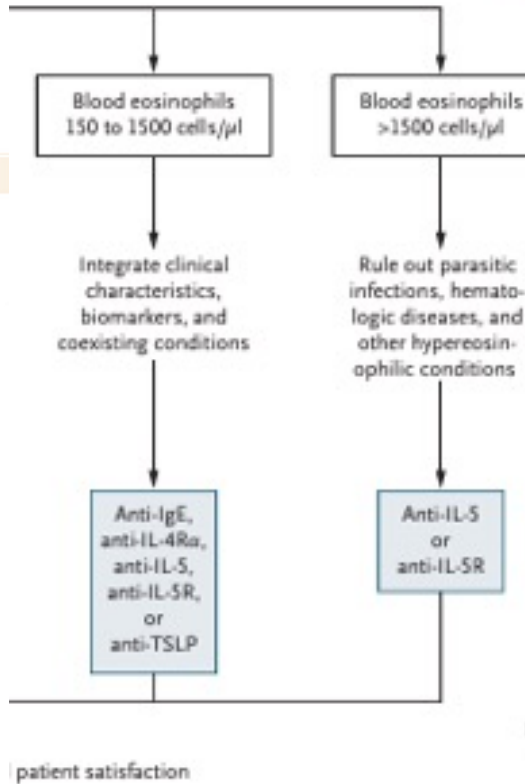 Blood eosinophils
150 to 1500 cells/µl
Blood eosinophils
>1500 cells/µl
Integrate clinical
characteristics,
biomarkers, and
coexisting conditions
Rule out parasitic
infections, hemato-
logic diseases, and
other hypereosin-
ophilic conditions
Anti-IgE,
anti-IL-4Rα,
anti-IL-5,
anti-IL-5R,
or
anti-TSLP
Anti-IL-5
or
anti-IL-5R
patient satisfaction